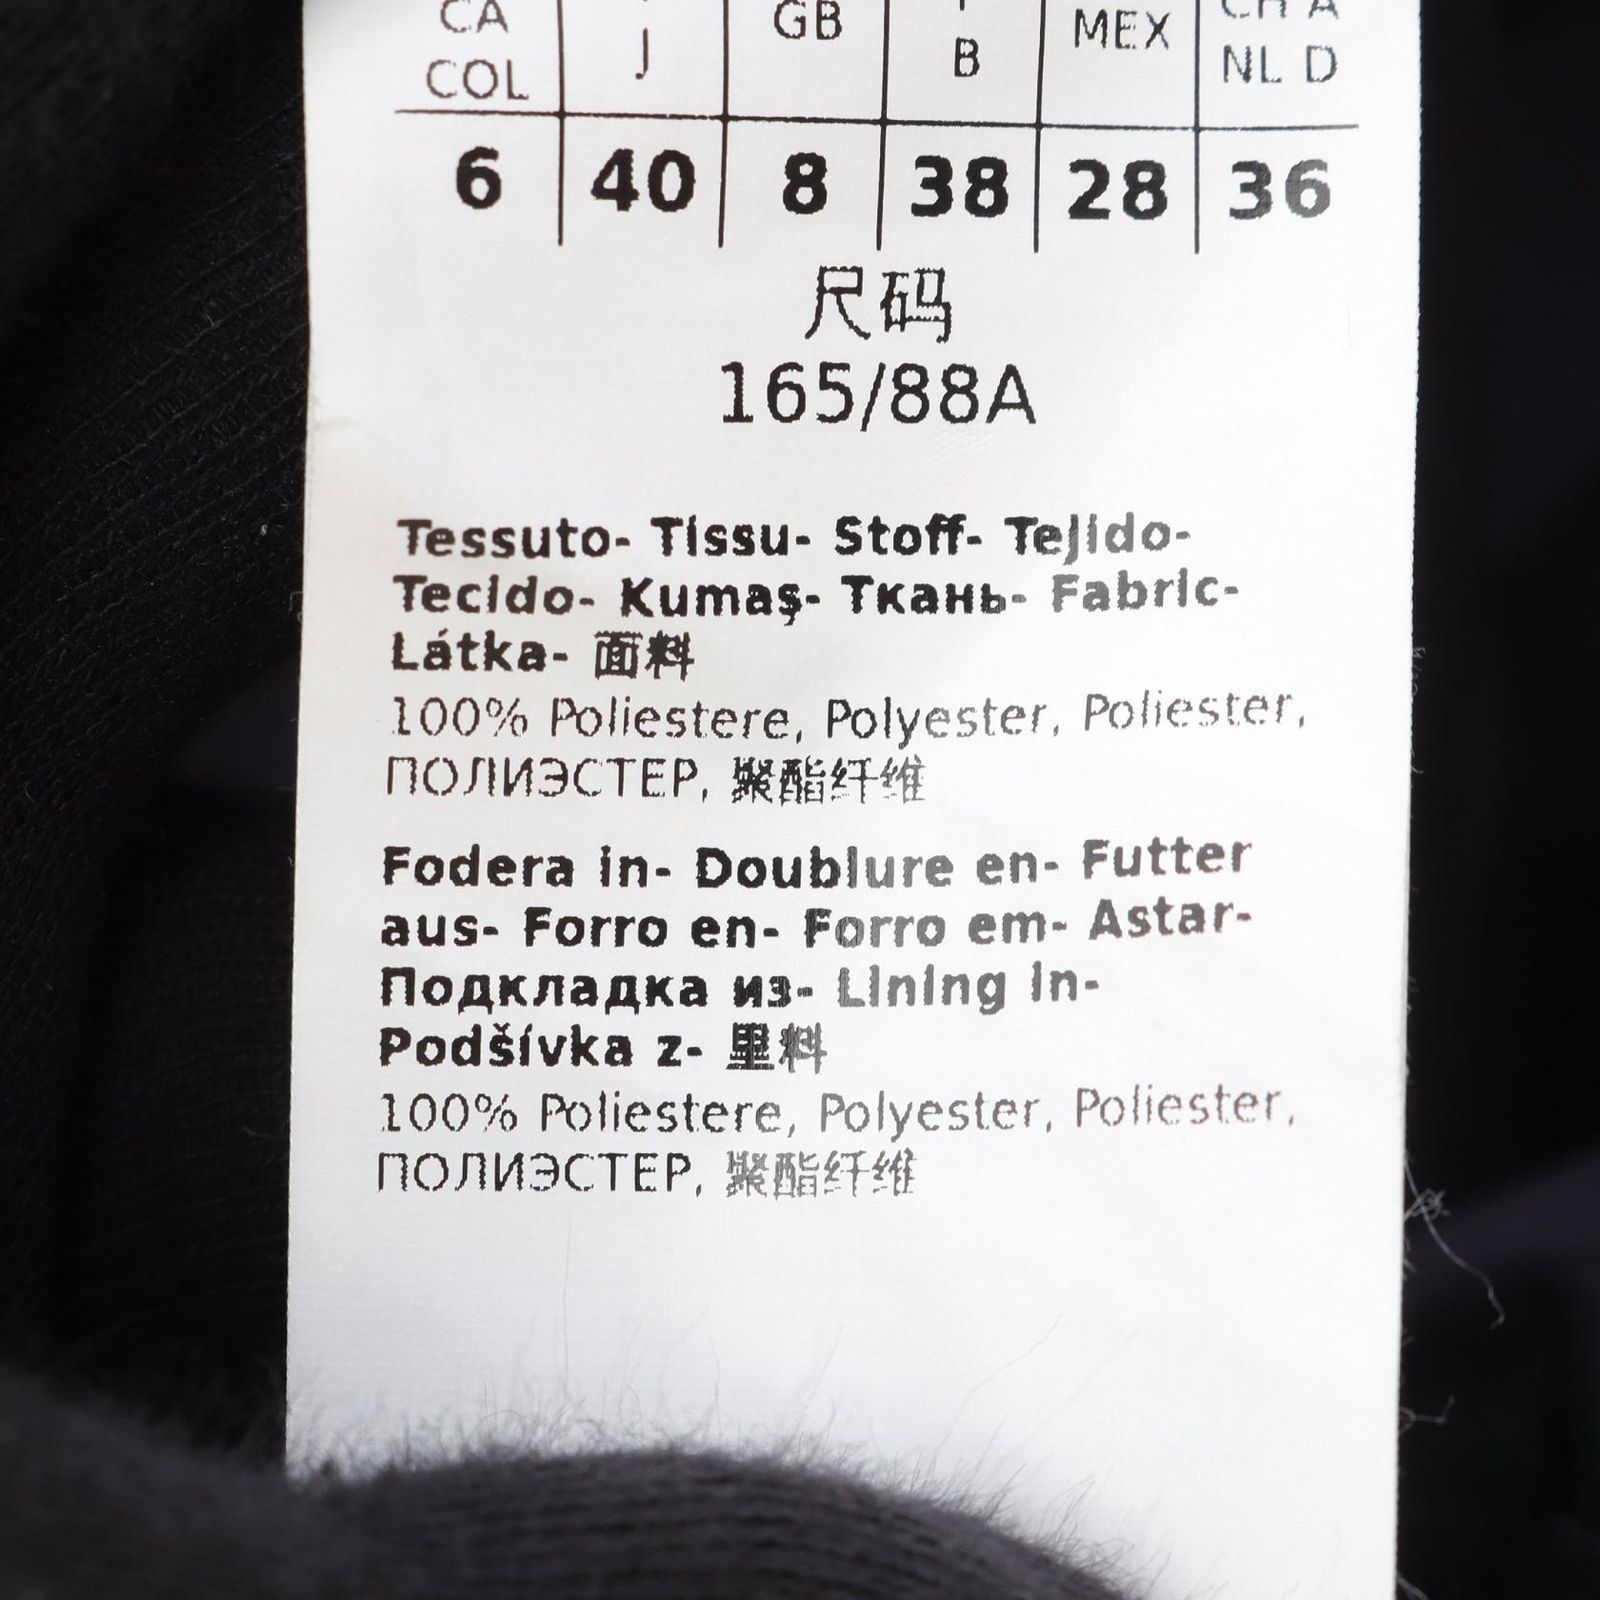 CA
COL J GB B MEX NL D
6 40 8 38 28 36
尺码
165/88A
Tessuto- Tissu- Stoff- Tejido-
Tecido- Kumaş- Ткань- Fabric-
Látka- 面料
100% Poliestere, Polyester, Poliester,
ПОЛИЭСТЕР, 聚酯纤维
Fodera in- Doublure en- Futter
aus- Forro en- Forro em- Astar-
Подкладка из- Lining in-
Podšívka z- 里料
100% Poliestere, Polyester, Poliester,
ПОЛИЭСТЕР, 聚酯纤维